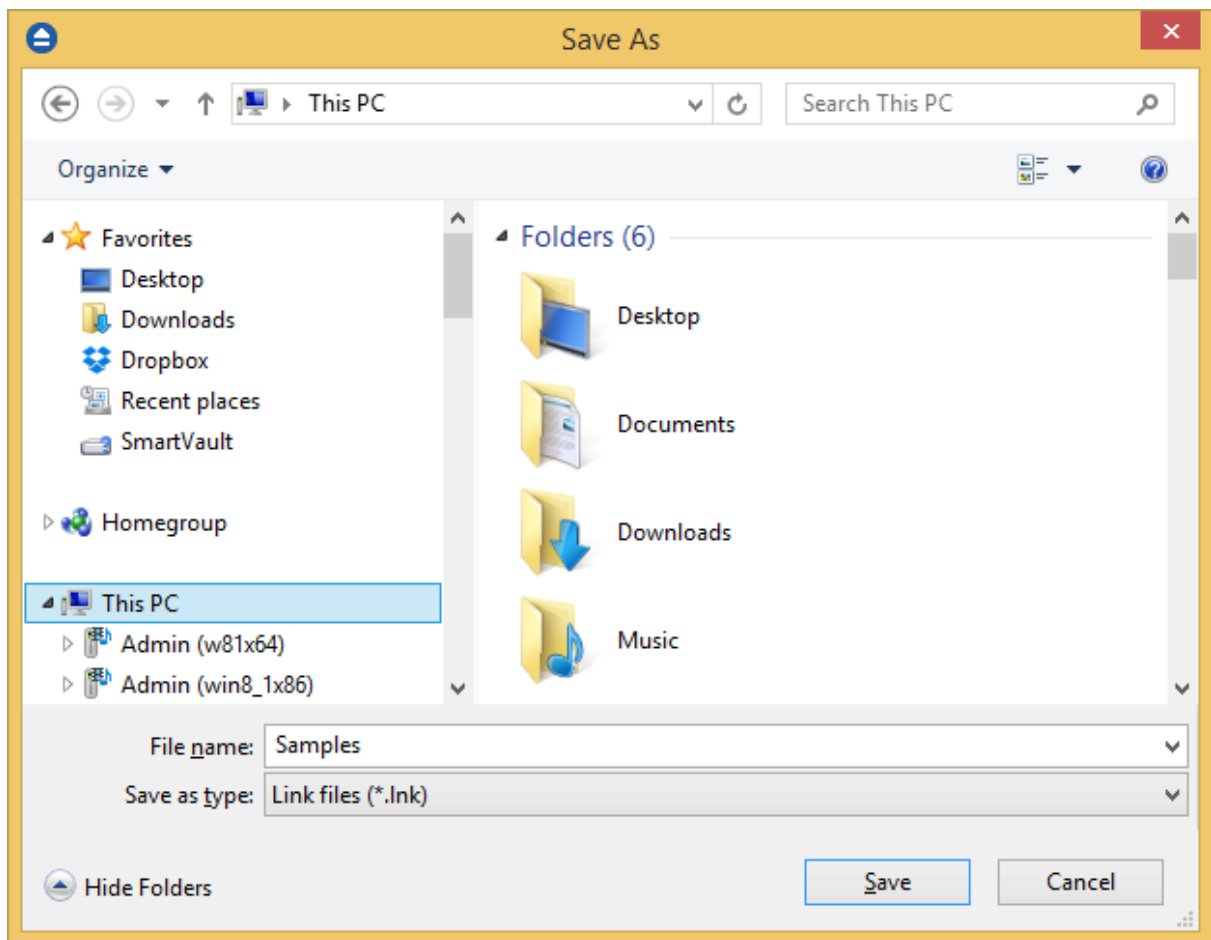 Save As
This PC
Search This PC
Organize
Favorites
Desktop
Downloads
Dropbox
Recent places
SmartVault
Homegroup
This PC
Admin (w81x64)
Admin (win8_1x86)
Folders (6)
Desktop
Documents
Downloads
Music
File name: Samples
Save as type: Link files (*.lnk)
Hide Folders
Save
Cancel